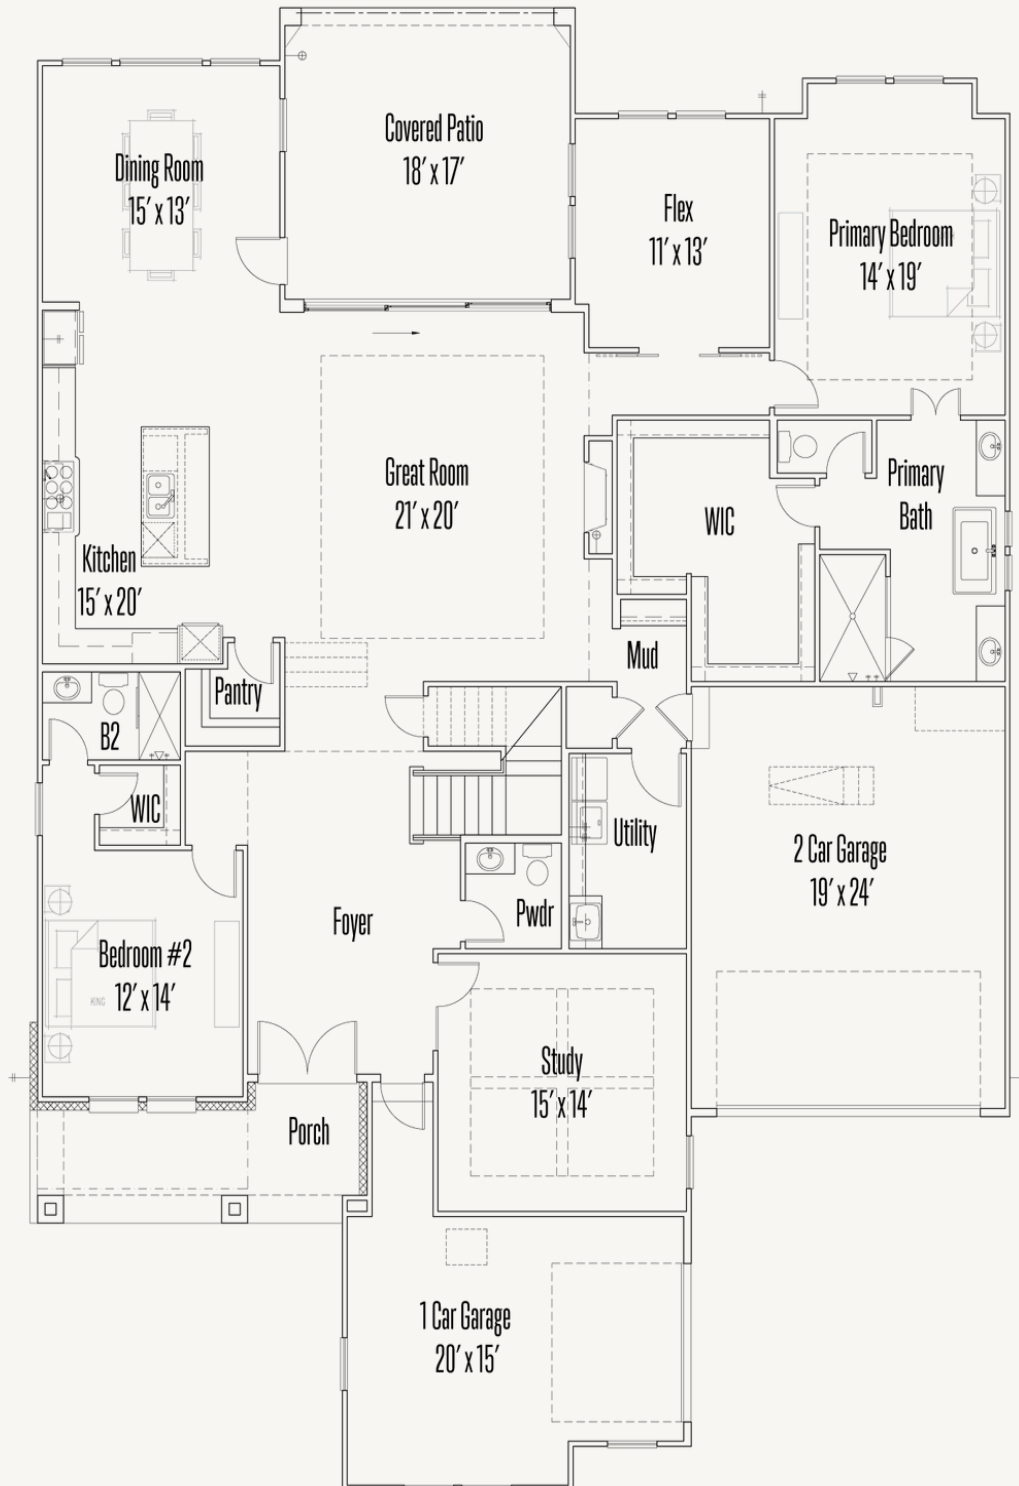 Covered Patio
18' x 17'
Dining Room
15' x 13'
Flex
11' x 13'
Primary Bedroom
14' x 19'
Great Room
21' x 20'
Primary
Bath
WIC
Kitchen
15' x 20'
Mud
Pantry
B2
WIC
Utility
2 Car Garage
19' x 24'
Pwdr
Foyer
Bedroom #2
12' x 14'
KING
Study
15' x 14'
Porch
1 Car Garage
20' x 15'